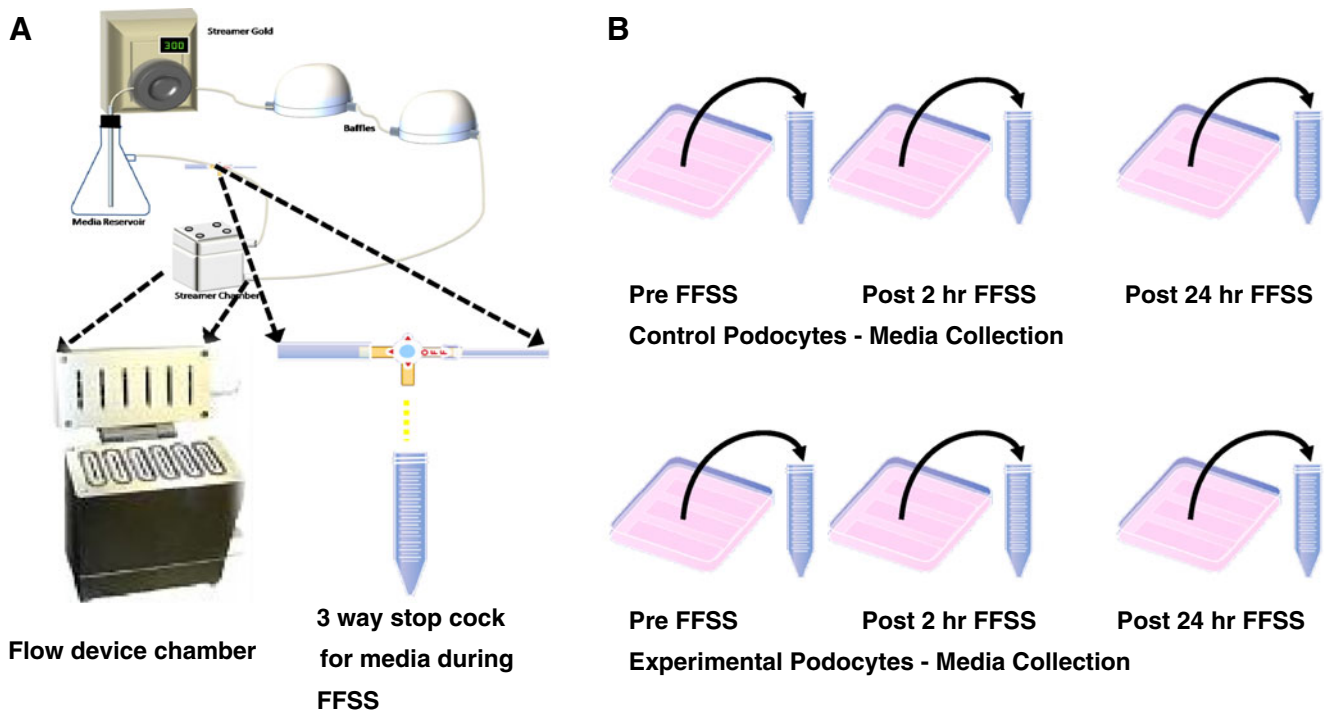 A
Streamer Gold
300
Baffles
Media Reservoir
Streamer Chamber
OFF
Flow device chamber
3 way stop cock
for media during
FFSS
B
Pre FFSS
Post 2 hr FFSS
Post 24 hr FFSS
Control Podocytes - Media Collection
Pre FFSS
Post 2 hr FFSS
Post 24 hr FFSS
Experimental Podocytes - Media Collection